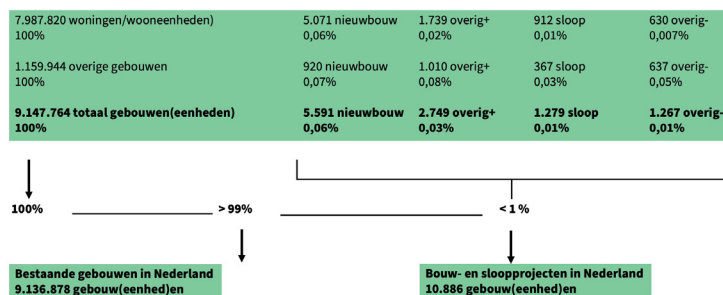 7.987.820 woningen/wooneenheden) 5.071 nieuwbouw 1.739 overig+ 912 sloop 630 overig-
100% 0,06% 0,02% 0,01% 0,007%
1.159.944 overige gebouwen 920 nieuwbouw 1.010 overig+ 367 sloop 637 overig-
100% 0,07% 0,08% 0,03% 0,05%
9.147.764 totaal gebouwen(eenheden) 5.591 nieuwbouw 2.749 overig+ 1.279 sloop 1.267 overig-
100% 0,06% 0,03% 0,01% 0,01%
100% > 99% < 1 %
Bestaande gebouwen in Nederland Bouw- en sloopprojecten in Nederland
9.136.878 gebouw(eenhed)en 10.886 gebouw(eenhed)en